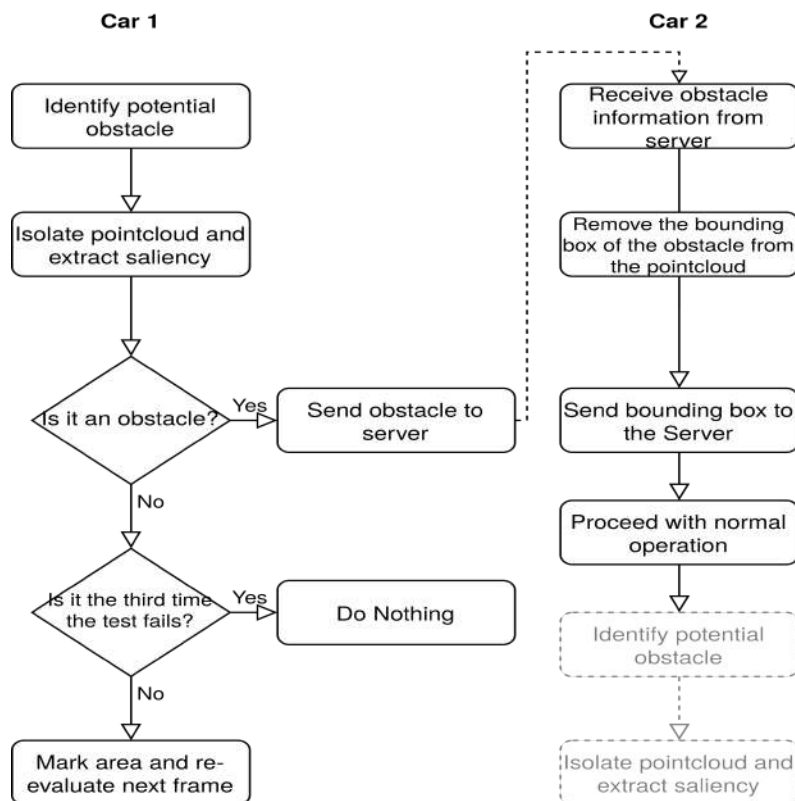 Car 1
Identify potential
obstacle
Isolate pointcloud and
extract saliency
Is it an obstacle?
Yes
Send obstacle to
server
No
Is it the third time
the test fails?
Yes
Do Nothing
No
Mark area and re-
evaluate next frame
Car 2
Receive obstacle
information from
server
Remove the bounding
box of the obstacle from
the pointcloud
Send bounding box to
the Server
Proceed with normal
operation
Identify potential
obstacle
Isolate pointcloud and
extract saliency